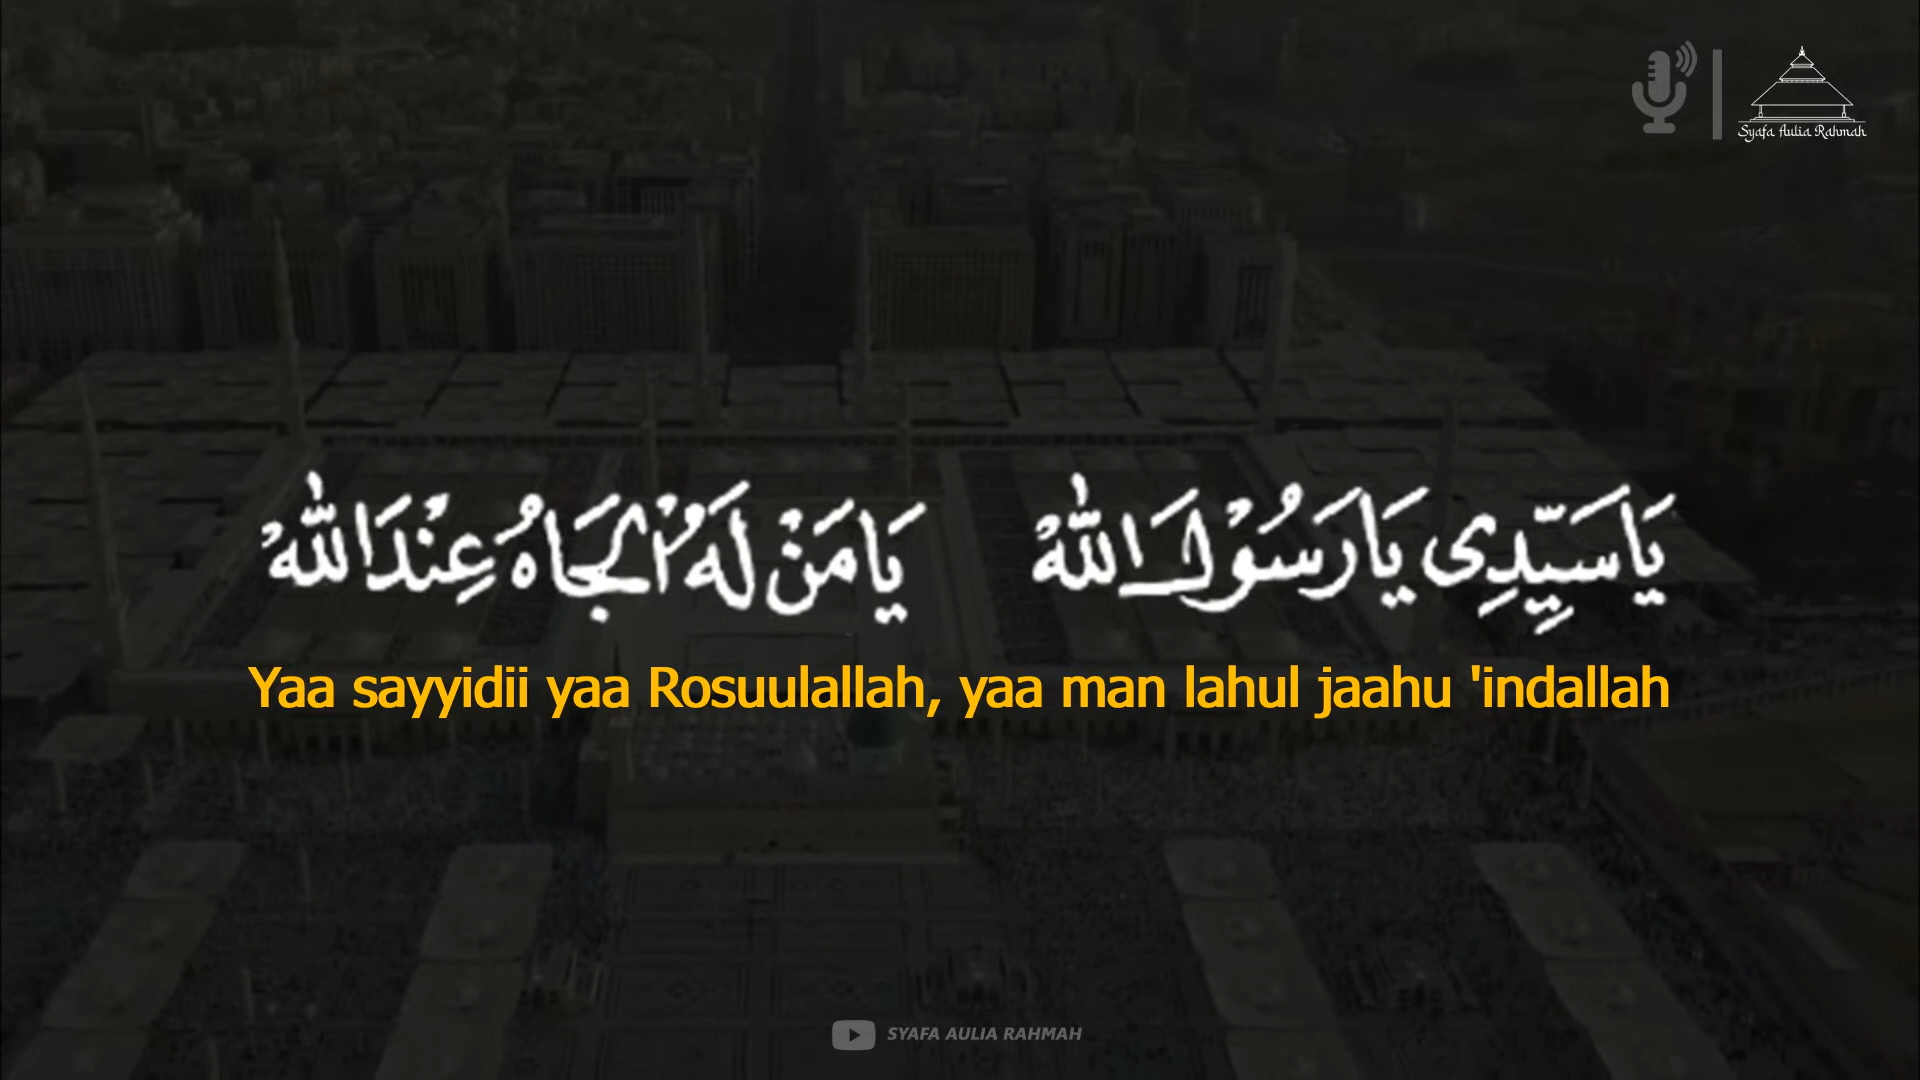 Syafa Aulia Rahmah
يَا سَيِّدِى يَا رَسُوْلَ اللهْ يَا مَنْ لَهُ الْجَاهُ عِنْدَ اللهْ
Yaa sayyidii yaa Rosuulallah, yaa man lahul jaahu 'indallah
SYAFA AULIA RAHMAH